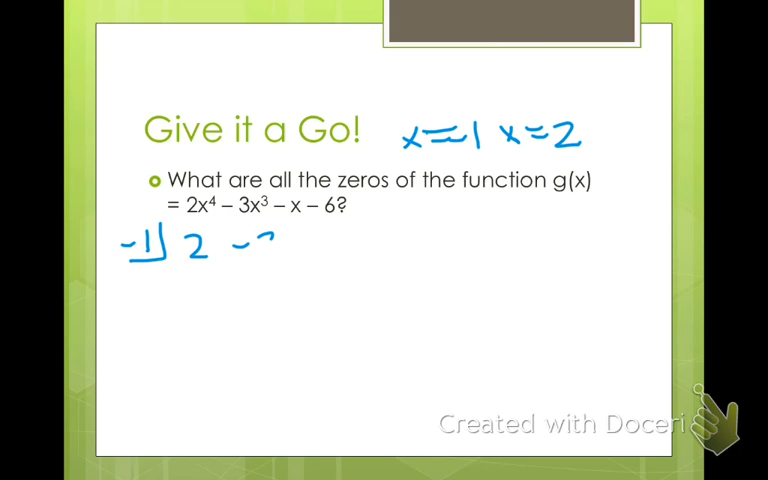 Give it a Go! x=-1 x=2
What are all the zeros of the function g(x)
= 2x⁴ – 3x³ – x – 6?
-1| 2 -
Created with Doceri